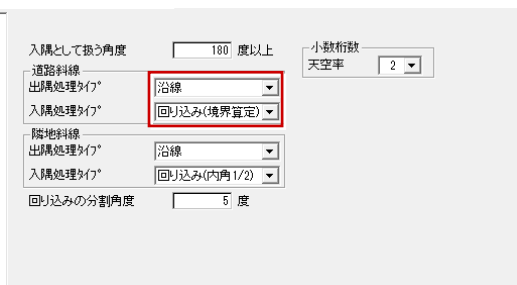 入隅として扱う角度 180 度以上
小数桁数
天空率 2
道路斜線
出隅処理ﾀｲﾌﾟ 沿線
入隅処理ﾀｲﾌﾟ 回り込み(境界算定)
隣地斜線
出隅処理ﾀｲﾌﾟ 沿線
入隅処理ﾀｲﾌﾟ 回り込み(内角1/2)
回り込みの分割角度 5 度